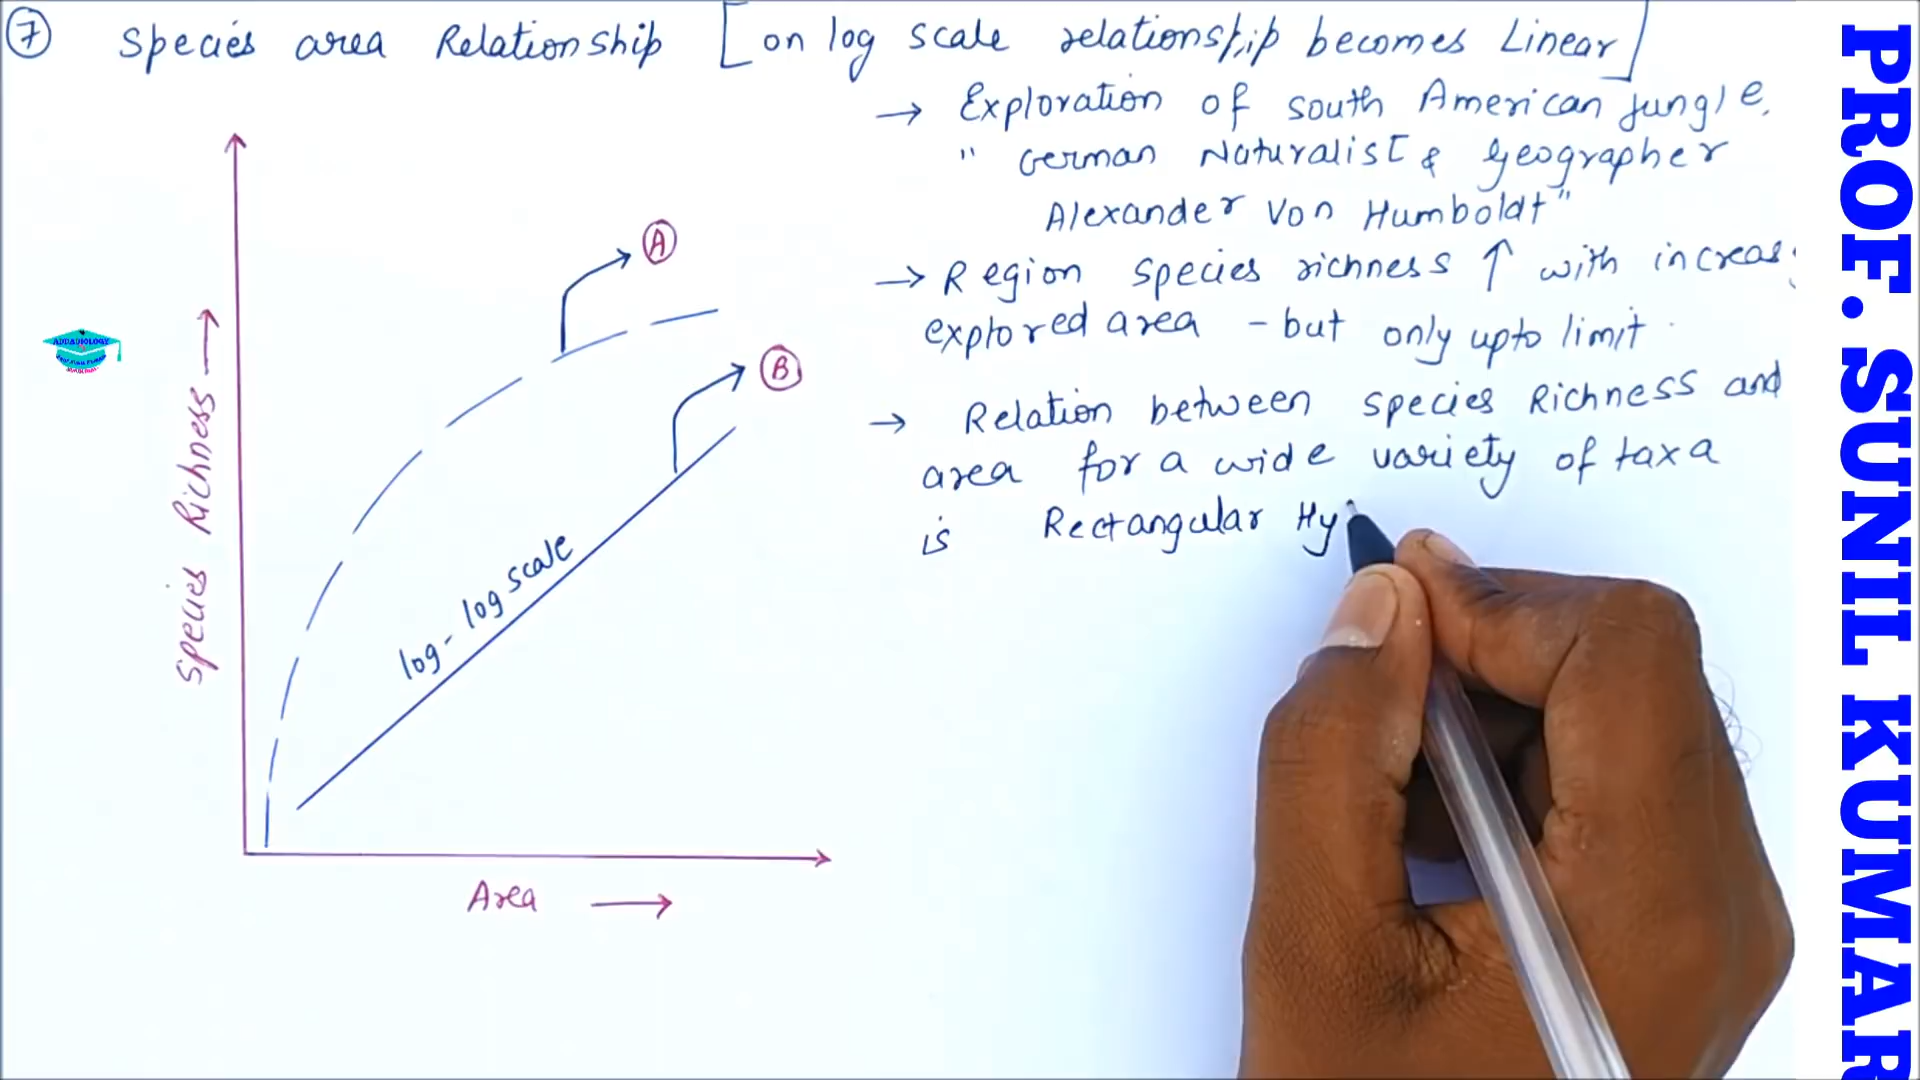 7 Species area Relationship [on log scale relationship becomes Linear]
→ Exploration of south American jungle.
" German Naturalist & Geographer
Alexander Von Humboldt"
→ Region species richness ↑ with increas
explored area - but only upto limit.
→ Relation between species Richness and
area for a wide variety of taxa
is Rectangular Hy
A
B
log - log scale
Species Richness →
Area →
PROF. SUNIL KUMAR